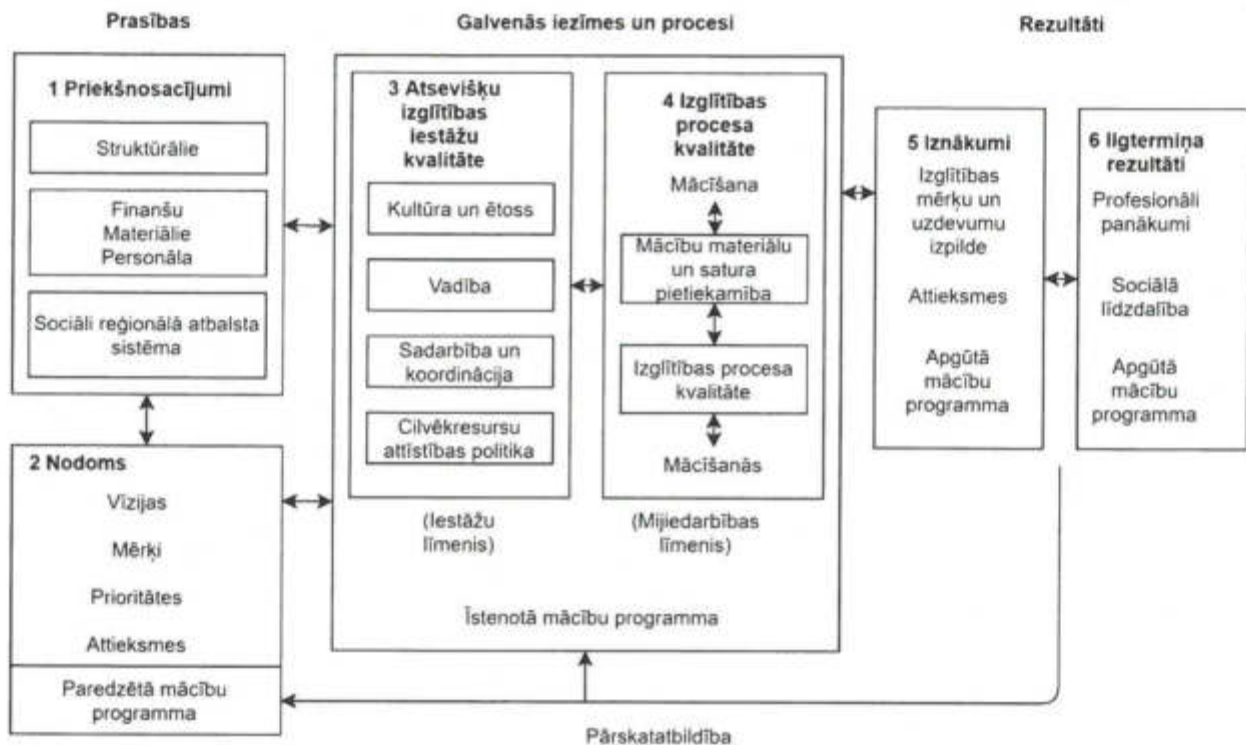 Prasības
Galvenās iezīmes un procesi
Rezultāti
1 Priekšnosacījumi
Struktūrālie
Finanšu
Materiālie
Personāla
Sociāli reģionālā atbalsta
sistēma
2 Nodoms
Vīzijas
Mērķi
Prioritātes
Attieksmes
Paredzētā mācību
programma
3 Atsevišķu
izglītības
iestāžu
kvalitāte
Kultūra un ētoss
Vadība
Sadarbība un
koordinācija
Cilvēkresursu
attīstības politika
(Iestāžu
līmenis)
4 Izglītības
procesa
kvalitāte
Mācīšana
Mācību materiālu
un satura
pietiekamība
Izglītības procesa
kvalitāte
Mācīšanās
(Mijiedarbības
līmenis)
Īstenotā mācību programma
5 Iznākumi
Izglītības
mērķu un
uzdevumu
izpilde
Attieksmes
Apgūtā
mācību
programma
6 Ilgtermiņa
rezultāti
Profesionāli
panākumi
Sociālā
līdzdalība
Apgūtā
mācību
programma
Pārskatatbildība